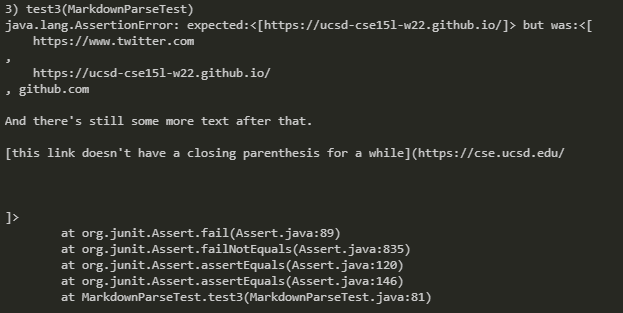 3) test3(MarkdownParseTest)
java.lang.AssertionError: expected:<[https://ucsd-cse15l-w22.github.io/]> but was:<[
    https://www.twitter.com
,
    https://ucsd-cse15l-w22.github.io/
, github.com

And there's still some more text after that.

[this link doesn't have a closing parenthesis for a while](https://cse.ucsd.edu/



]>
        at org.junit.Assert.fail(Assert.java:89)
        at org.junit.Assert.failNotEquals(Assert.java:835)
        at org.junit.Assert.assertEquals(Assert.java:120)
        at org.junit.Assert.assertEquals(Assert.java:146)
        at MarkdownParseTest.test3(MarkdownParseTest.java:81)